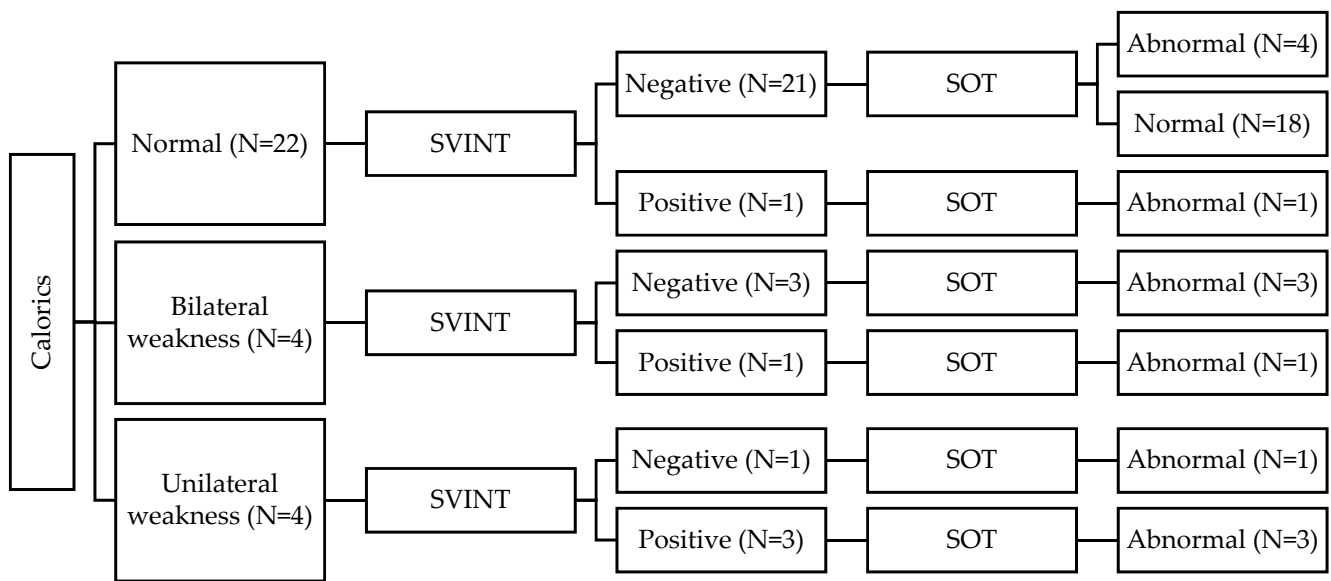 Calorics
Normal (N=22)
SVINT
Negative (N=21)
SOT
Abnormal (N=4)
Normal (N=18)
Positive (N=1)
SOT
Abnormal (N=1)
Bilateral
weakness (N=4)
SVINT
Negative (N=3)
SOT
Abnormal (N=3)
Positive (N=1)
SOT
Abnormal (N=1)
Unilateral
weakness (N=4)
SVINT
Negative (N=1)
SOT
Abnormal (N=1)
Positive (N=3)
SOT
Abnormal (N=3)